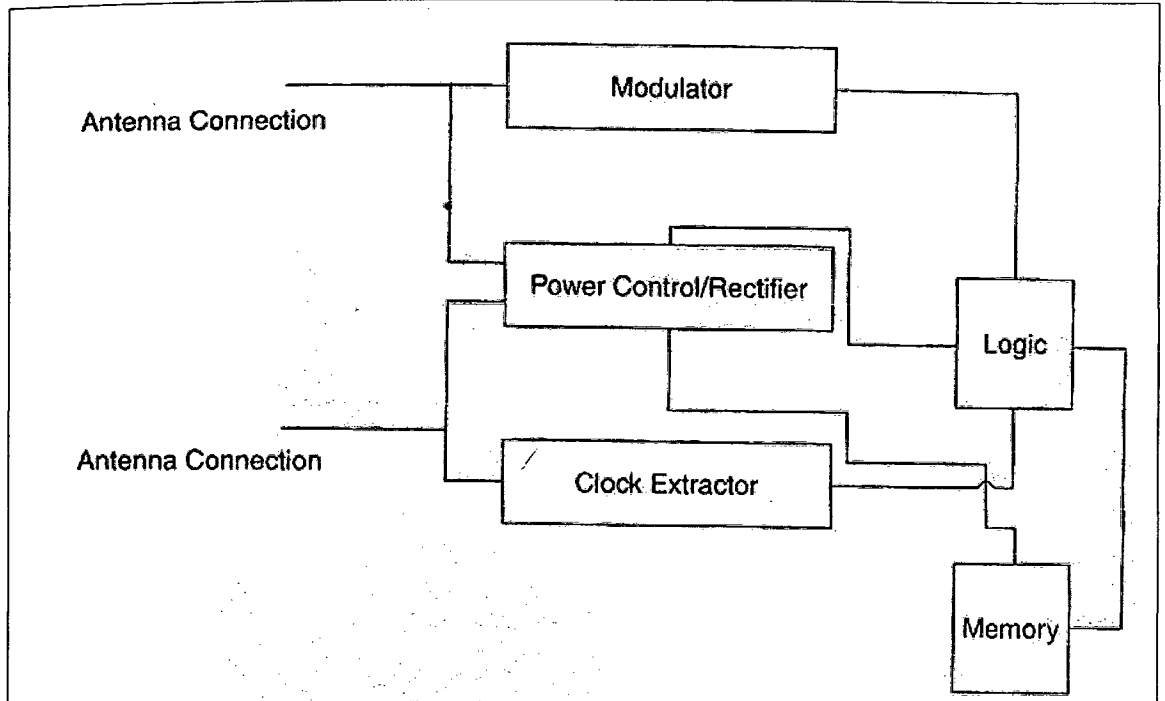 Modulator
Antenna Connection
Power Control/Rectifier
Logic
Antenna Connection
Clock Extractor
Memory